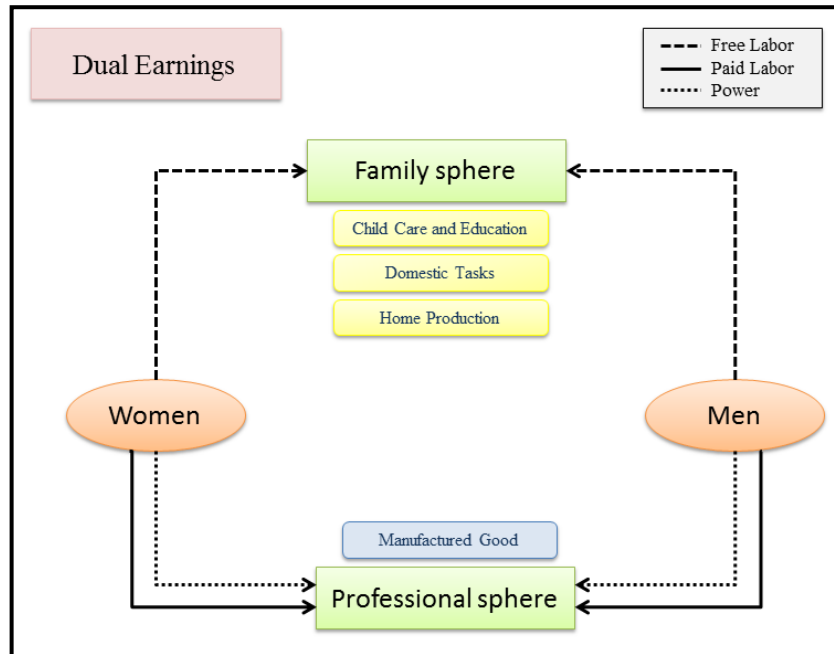 Dual Earnings
Free Labor
Paid Labor
Power
Family sphere
Child Care and Education
Domestic Tasks
Home Production
Women
Men
Manufactured Good
Professional sphere